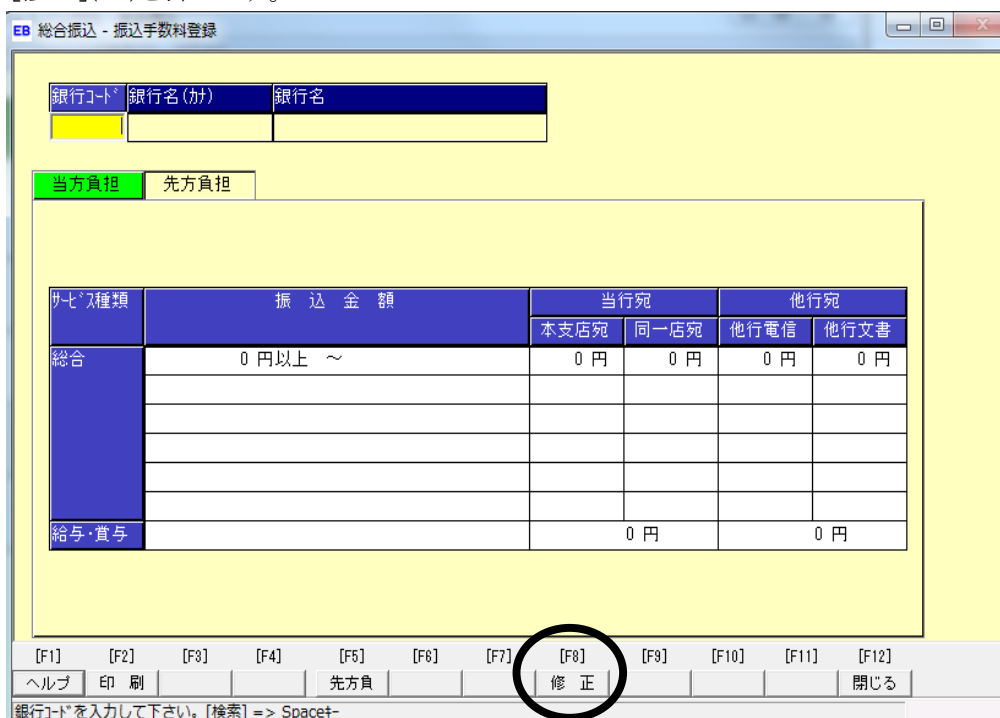 EB 総合振込 - 振込手数料登録
銀行ｺｰﾄﾞ 銀行名(ｶﾅ) 銀行名
当方負担 先方負担
ｻｰﾋﾞｽ種類 振 込 金 額 当行宛 他行宛
本支店宛 同一店宛 他行電信 他行文書
総合 0 円以上 ～ 0 円 0 円 0 円 0 円
給与・賞与 0 円 0 円
[F1] [F2] [F3] [F4] [F5] [F6] [F7] [F8] [F9] [F10] [F11] [F12]
ヘルプ 印 刷 先方負 修 正 閉じる
銀行ｺｰﾄﾞを入力して下さい。[検索] => Spaceｷｰ